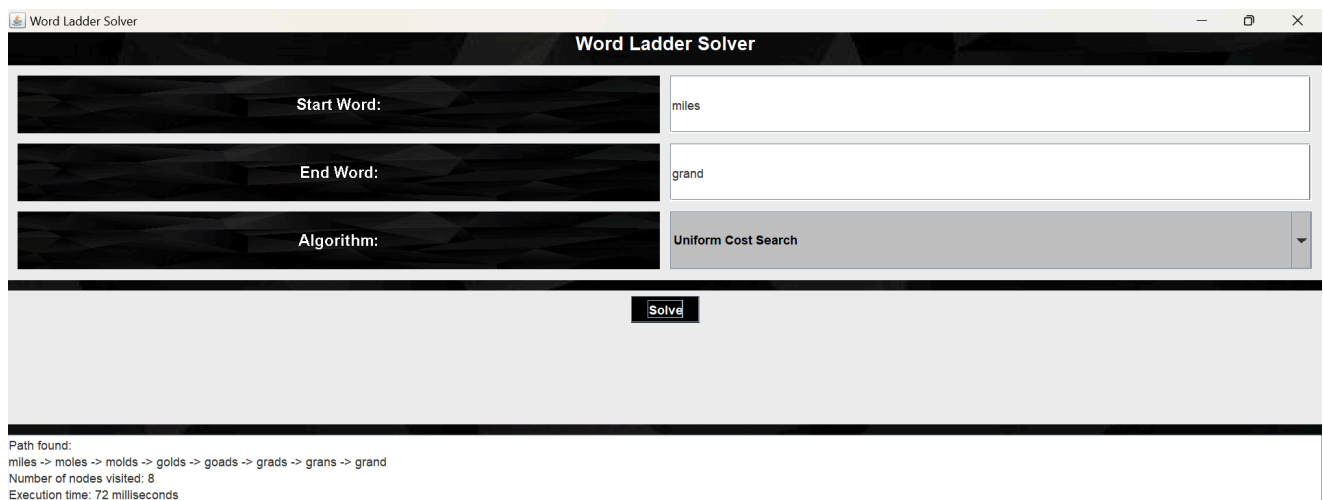 Word Ladder Solver
Word Ladder Solver
Start Word:
miles
End Word:
grand
Algorithm:
Uniform Cost Search
Solve
Path found:
miles -> moles -> molds -> golds -> goads -> grads -> grans -> grand
Number of nodes visited: 8
Execution time: 72 milliseconds